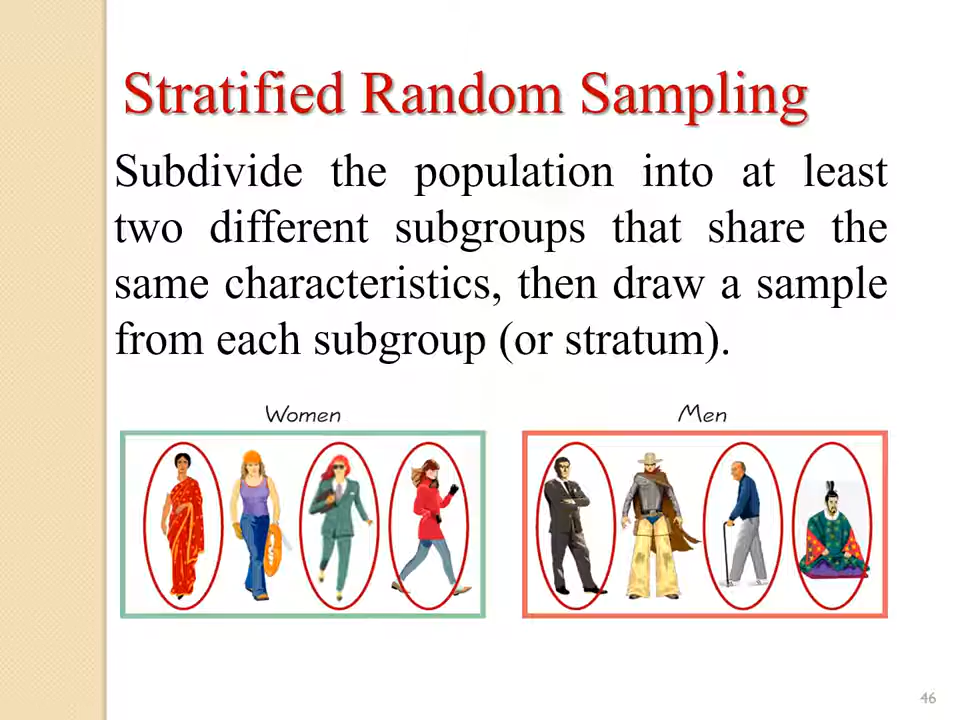 Stratified Random Sampling
Subdivide the population into at least
two different subgroups that share the
same characteristics, then draw a sample
from each subgroup (or stratum).
Women
Men
46